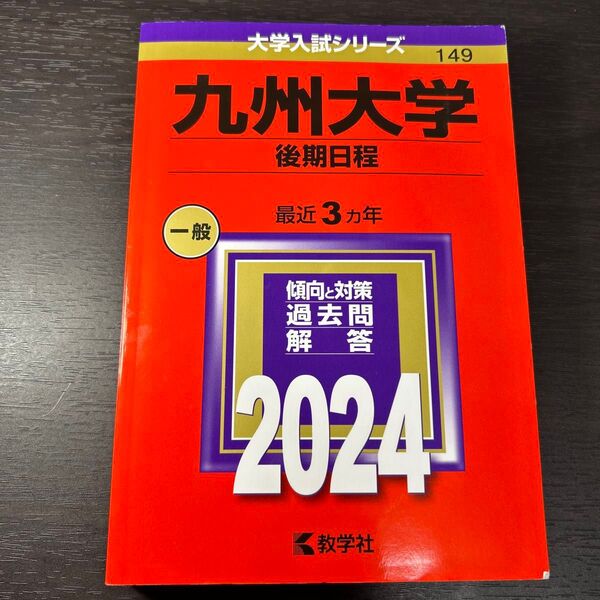 大学入試シリーズ
149
九州大学
後期日程
最近3ヵ年
一般
傾向と対策
過去問
解答
2024
教学社